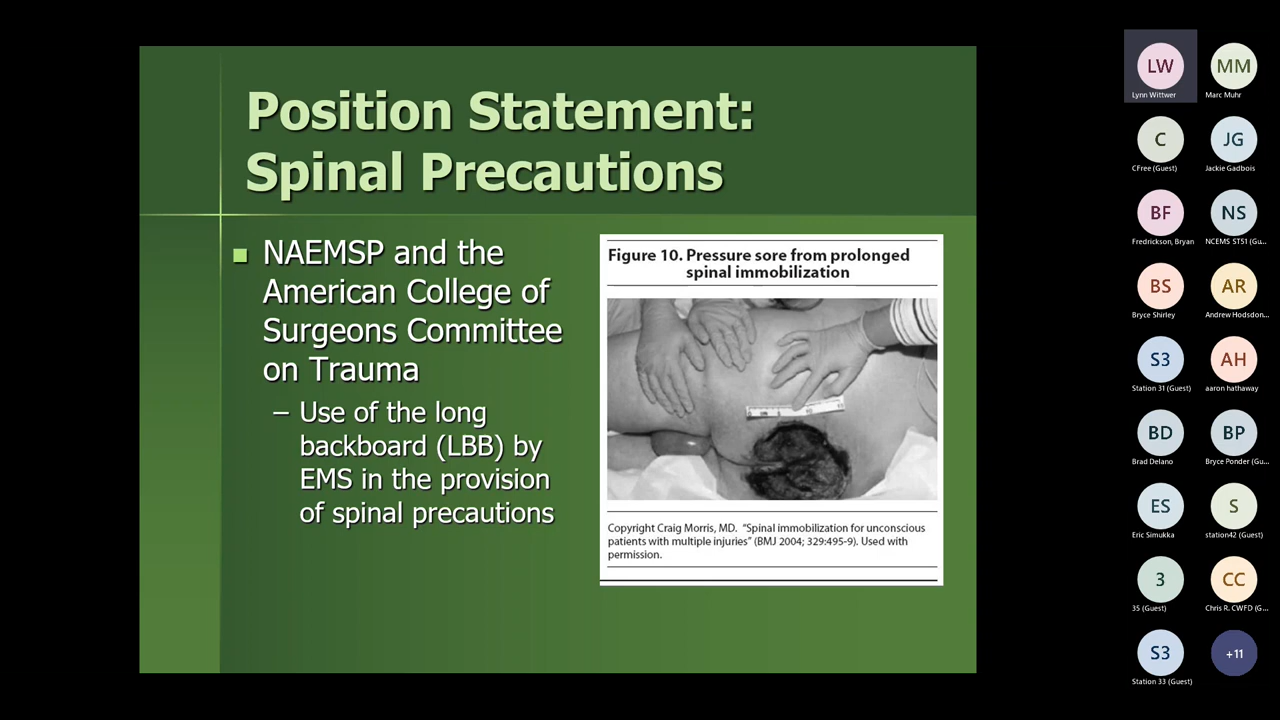 Position Statement:
Spinal Precautions
NAEMSP and the
American College of
Surgeons Committee
on Trauma
– Use of the long
backboard (LBB) by
EMS in the provision
of spinal precautions
Figure 10. Pressure sore from prolonged
spinal immobilization
Copyright Craig Morris, MD. "Spinal immobilization for unconscious
patients with multiple injuries" (BMJ 2004; 329:495-9). Used with
permission.
LW
Lynn Wittwer
MM
Marc Muhr
C
CFree (Guest)
JG
Jackie Gadbois
BF
Fredrickson, Bryan
NS
NCEMS ST51 (Gu...
BS
Bryce Shirley
AR
Andrew Hodsdon...
S3
Station 31 (Guest)
AH
aaron hathaway
BD
Brad Delano
BP
Bryce Ponder (Gu...
ES
Eric Simukka
S
station42 (Guest)
3
35 (Guest)
CC
Chris R. CWFD (G...
S3
Station 33 (Guest)
+11